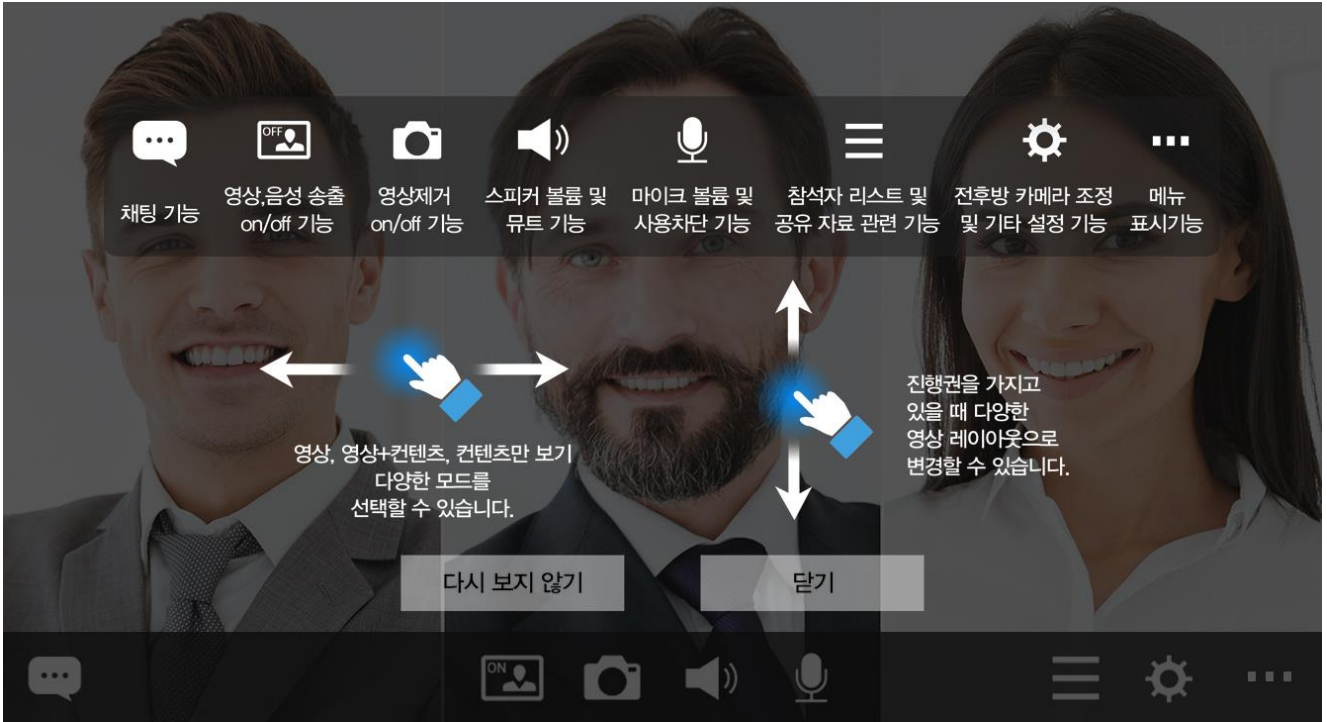 OFF
채팅 기능
영상,음성 송출
on/off 기능
영상제거
on/off 기능
스피커 볼륨 및
뮤트 기능
마이크 볼륨 및
사용차단 기능
참석자 리스트 및
공유 자료 관련 기능
전후방 카메라 조정
및 기타 설정 기능
메뉴
표시기능
영상, 영상+컨텐츠, 컨텐츠만 보기
다양한 모드를
선택할 수 있습니다.
진행권을 가지고
있을 때 다양한
영상 레이아웃으로
변경할 수 있습니다.
다시 보지 않기
닫기
ON